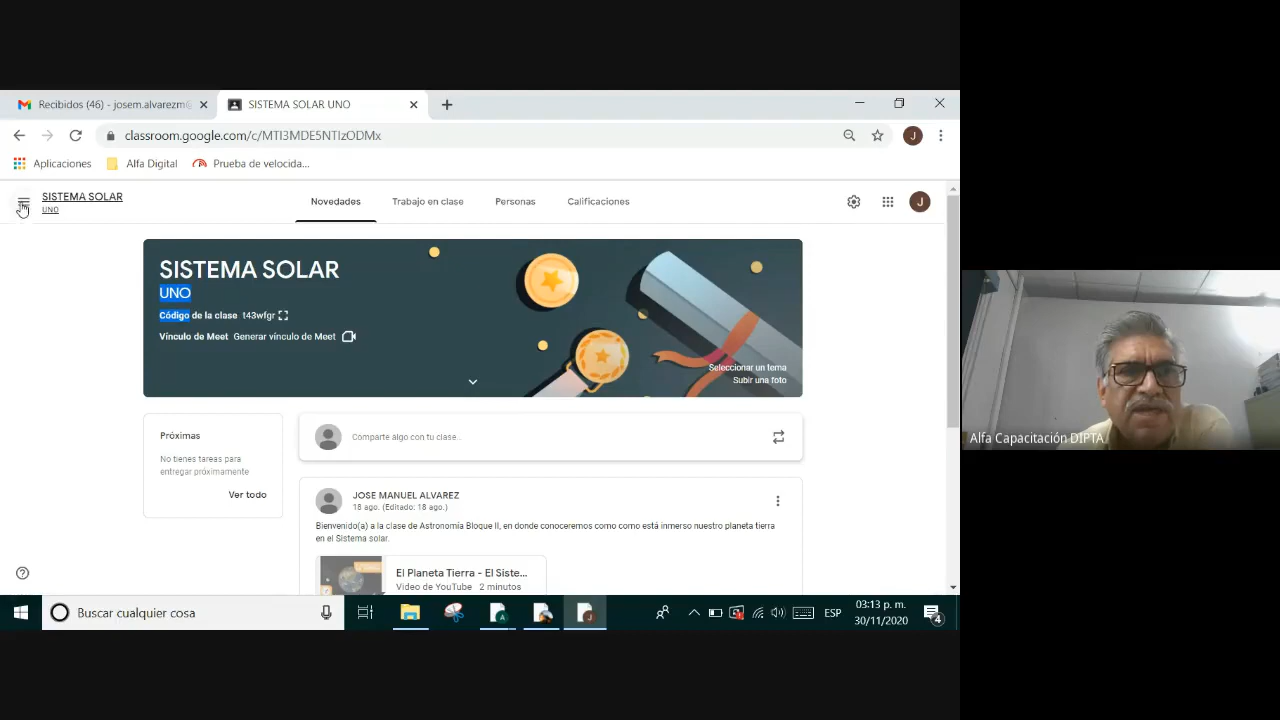 Recibidos (46) - josem.alvarezm@
SISTEMA SOLAR UNO
classroom.google.com/c/MTI3MDE5NTIzODMx
J
Aplicaciones
Alfa Digital
Prueba de velocida...
SISTEMA SOLAR
UNO
Novedades
Trabajo en clase
Personas
Calificaciones
J
SISTEMA SOLAR
UNO
Código de la clase t43wfgr
Vínculo de Meet Generar vínculo de Meet
Seleccionar un tema
Subir una foto
Próximas
No tienes tareas para
entregar próximamente
Ver todo
Comparte algo con tu clase...
JOSE MANUEL ALVAREZ
18 ago. (Editado: 18 ago.)
Bienvenido(a) a la clase de Astronomía Bloque II, en donde conoceremos como como está inmerso nuestro planeta tierra
en el Sistema solar.
El Planeta Tierra - El Siste...
Video de YouTube 2 minutos
Alfa Capacitación DIPTA
Buscar cualquier cosa
ESP
03:13 p. m.
30/11/2020
4